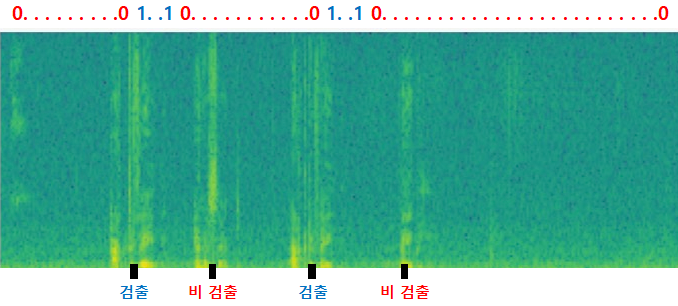 0. . . . . . . . .0 1. .1 0. . . . . . . . . . .0 1. .1 0. . . . . . . . . . . . . . . . . . . . . . . . . .0
검출 비 검출 검출 비 검출